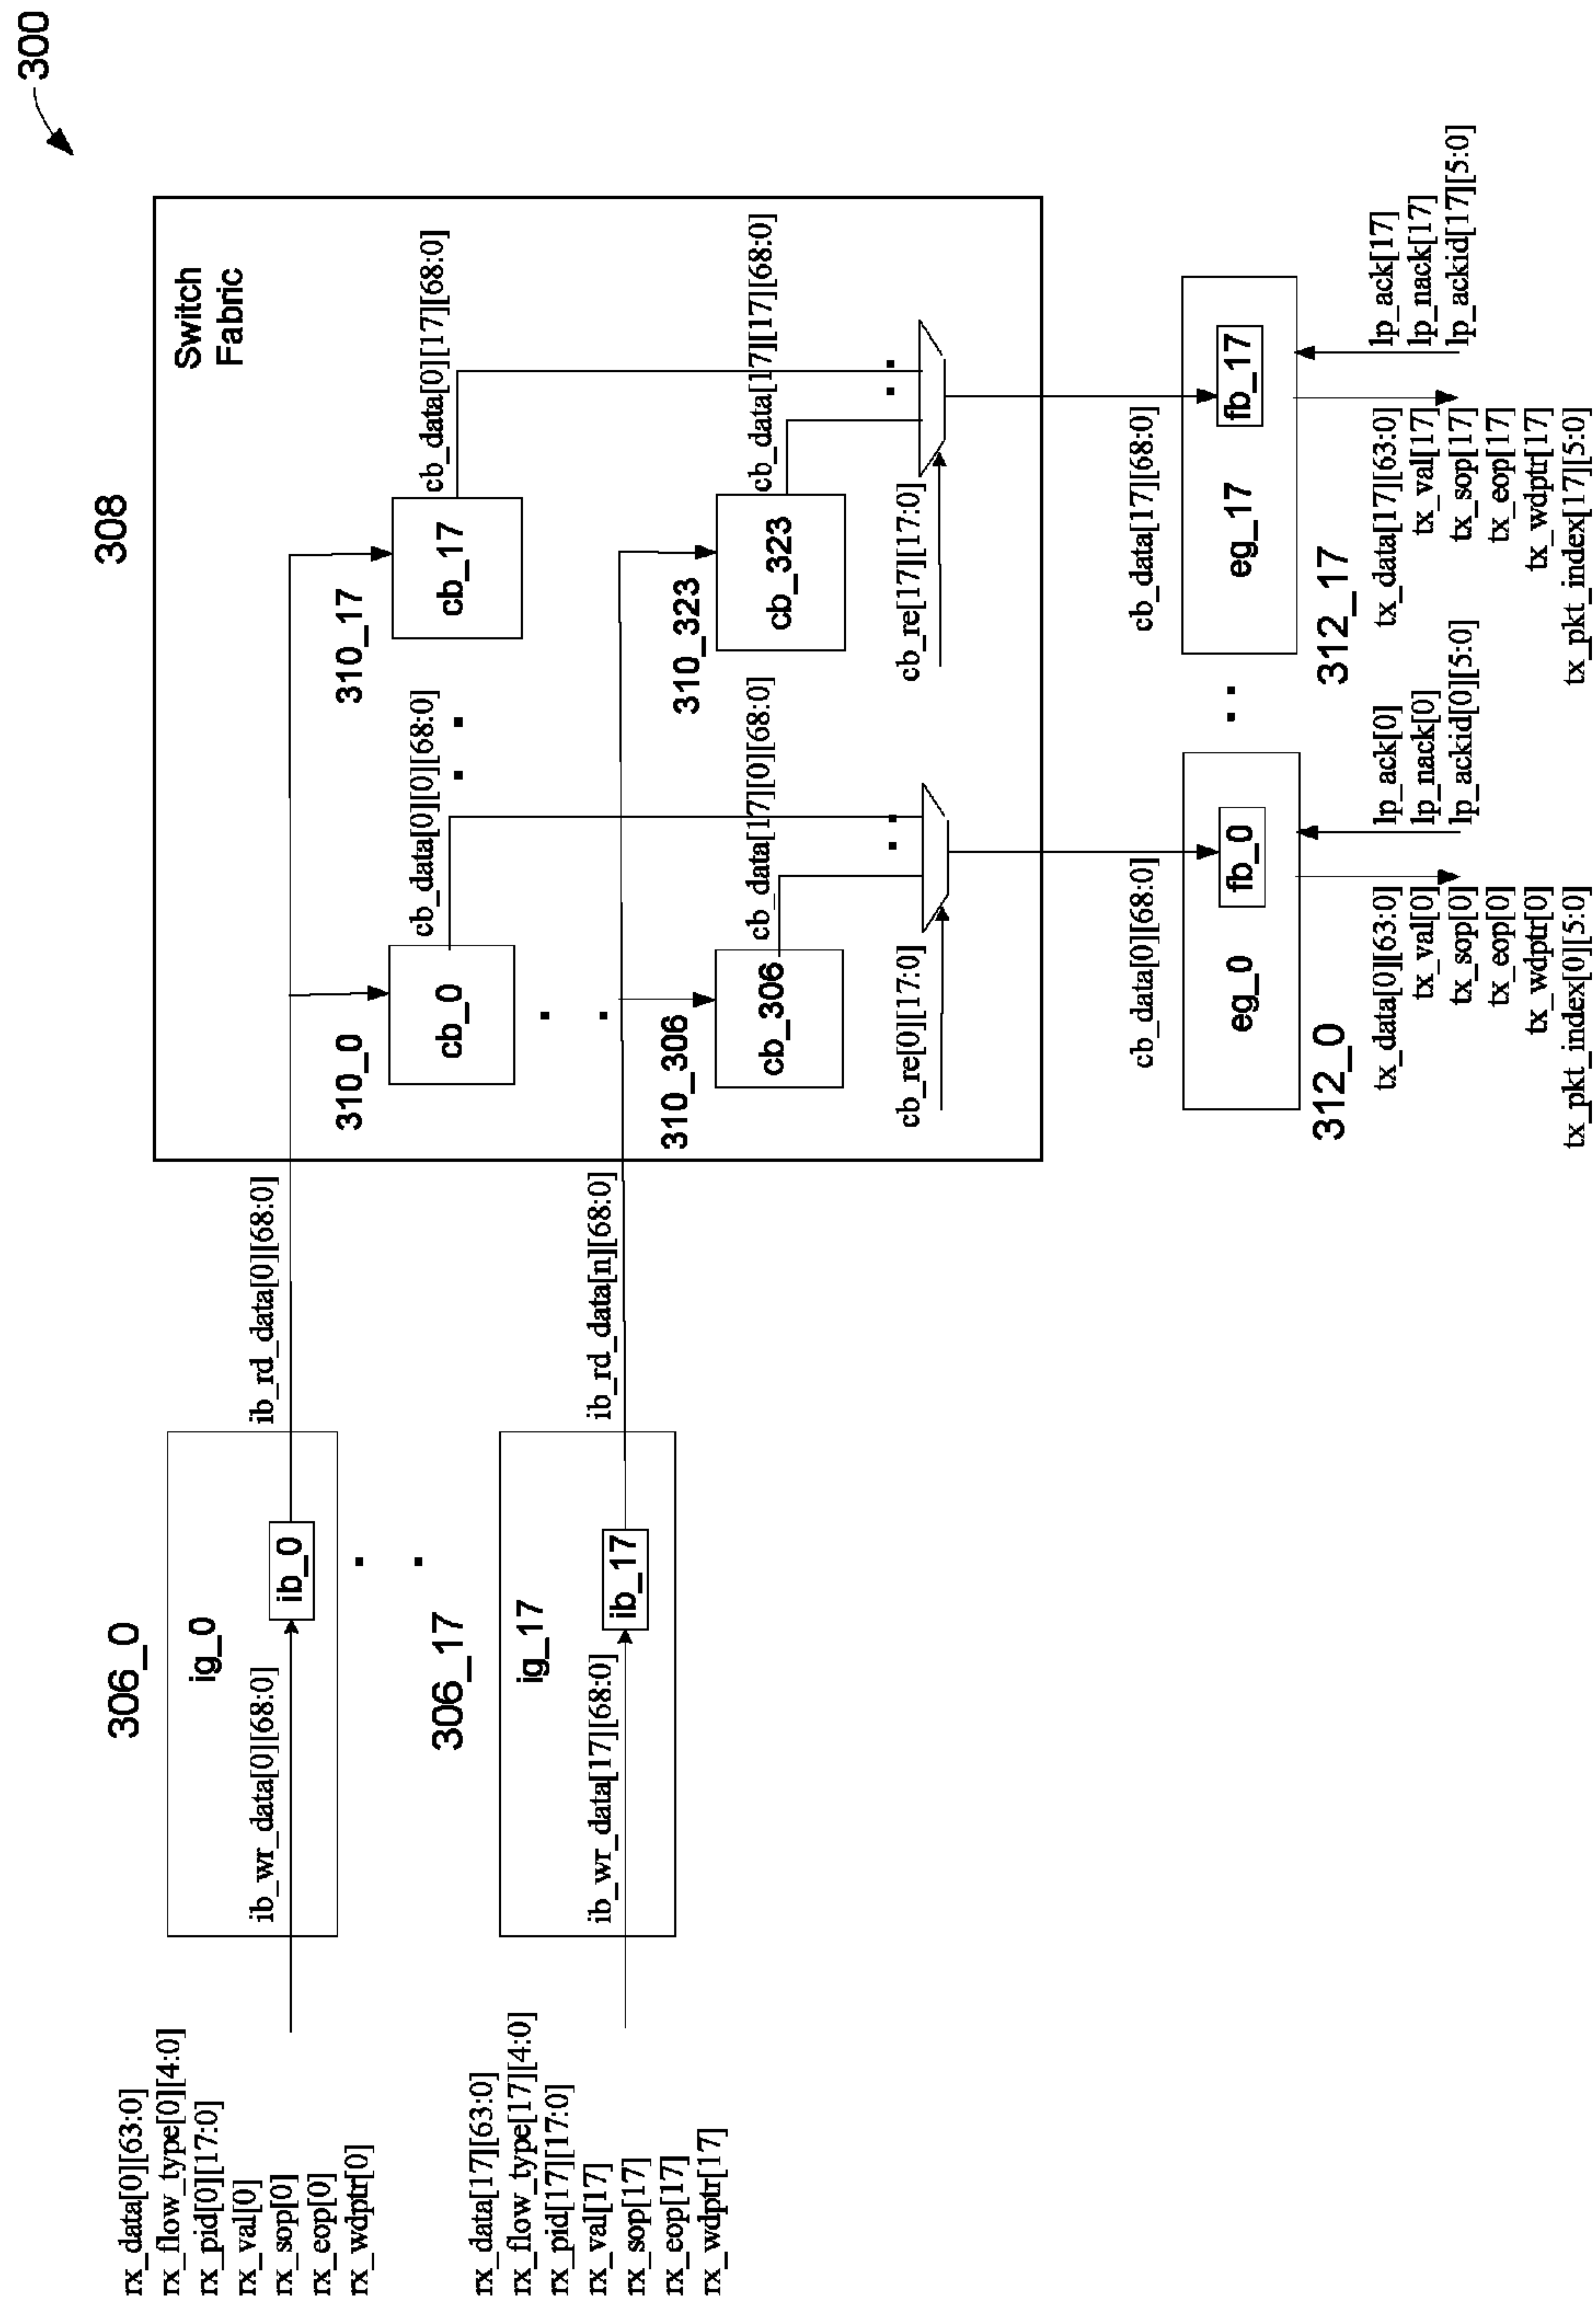 300
308
Switch
Fabric
306_0
ig_0
ib_wr_data[0][68:0]
ib_0
ib_rd_data[0][68:0]
rx_data[0][63:0]
rx_flow_type[0][4:0]
rx_pid[0][17:0]
rx_val[0]
rx_sop[0]
rx_eop[0]
rx_wdptr[0]
310_0
cb_0
cb_data[0][0][68:0]
310_17
cb_17
cb_data[0][17][68:0]
306_17
ig_17
ib_wr_data[17][68:0]
ib_17
ib_rd_data[n][68:0]
rx_data[17][63:0]
rx_flow_type[17][4:0]
rx_pid[17][17:0]
rx_val[17]
rx_sop[17]
rx_eop[17]
rx_wdptr[17]
310_306
cb_306
cb_data[17][0][68:0]
310_323
cb_323
cb_data[17][17][68:0]
cb_re[0][17:0]
cb_re[17][17:0]
cb_data[0][68:0]
cb_data[17][68:0]
eg_0
fb_0
eg_17
fb_17
312_0
312_17
tx_data[0][63:0]
tx_val[0]
tx_sop[0]
tx_eop[0]
tx_wdptr[0]
tx_pkt_index[0][5:0]
lp_ack[0]
lp_nack[0]
lp_ackid[0][5:0]
tx_data[17][63:0]
tx_val[17]
tx_sop[17]
tx_eop[17]
tx_wdptr[17]
tx_pkt_index[17][5:0]
lp_ack[17]
lp_nack[17]
lp_ackid[17][5:0]